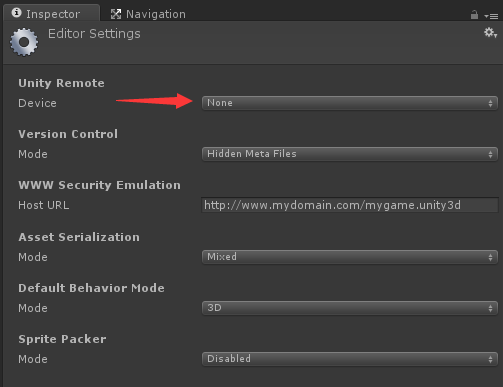 Inspector Navigation
Editor Settings
Unity Remote
Device None
Version Control
Mode Hidden Meta Files
WWW Security Emulation
Host URL http://www.mydomain.com/mygame.unity3d
Asset Serialization
Mode Mixed
Default Behavior Mode
Mode 3D
Sprite Packer
Mode Disabled